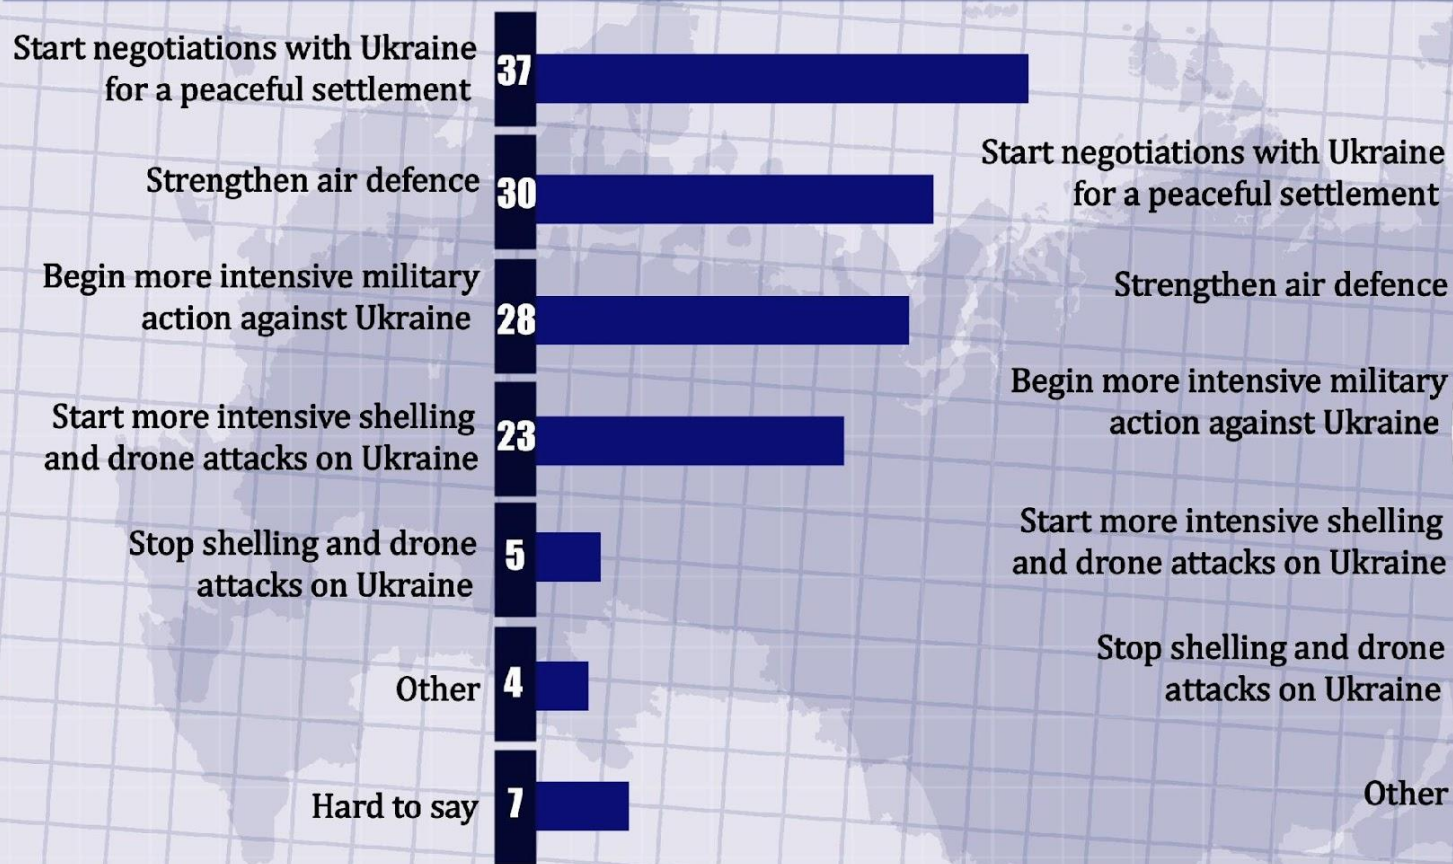 Start negotiations with Ukraine
for a peaceful settlement
37
Strengthen air defence
30
Begin more intensive military
action against Ukraine
28
Start more intensive shelling
and drone attacks on Ukraine
23
Stop shelling and drone
attacks on Ukraine
5
Other
4
Hard to say
7
Start negotiations with Ukraine
for a peaceful settlement
Strengthen air defence
Begin more intensive military
action against Ukraine
Start more intensive shelling
and drone attacks on Ukraine
Stop shelling and drone
attacks on Ukraine
Other